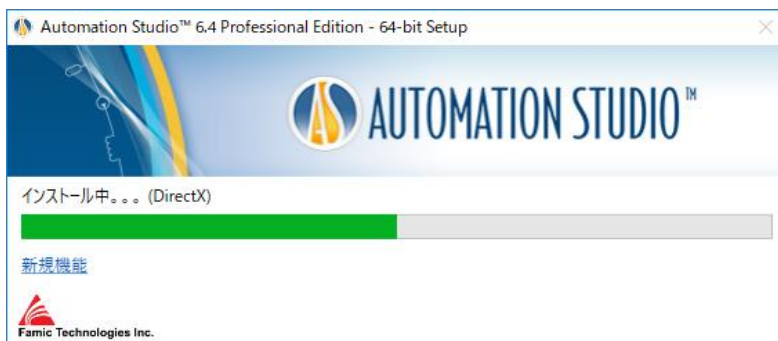 Automation Studio™ 6.4 Professional Edition - 64-bit Setup
AUTOMATION STUDIO™
インストール中。。。(DirectX)
新規機能
Famic Technologies Inc.